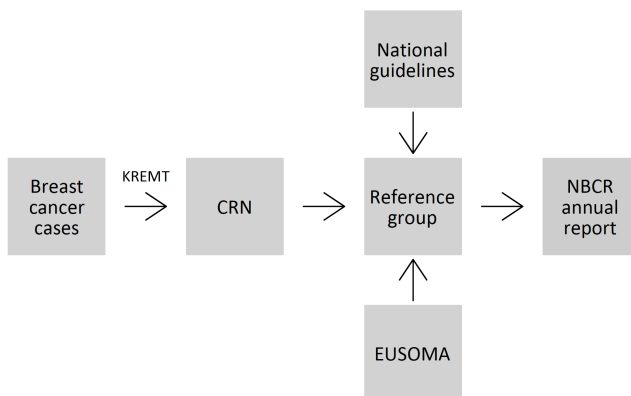 National
guidelines
Breast
cancer
cases
KREMT
CRN
Reference
group
NBCR
annual
report
EUSOMA